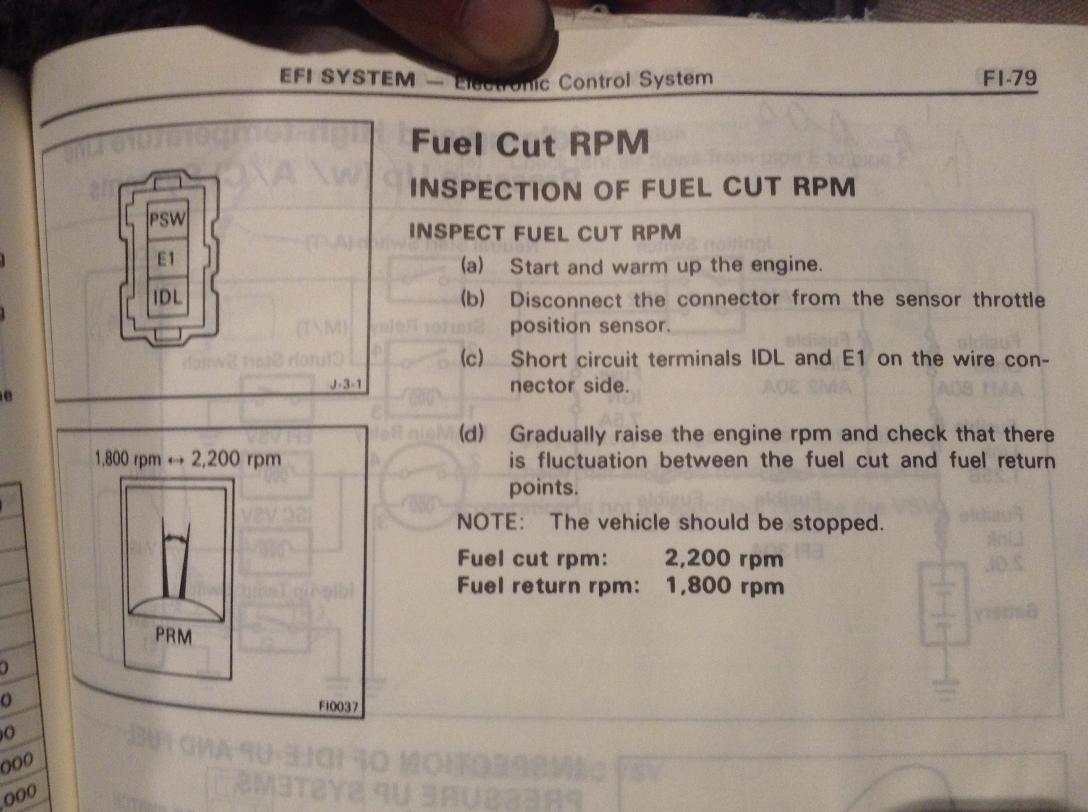 EFI SYSTEM — Electronic Control System
FI-79
Fuel Cut RPM
INSPECTION OF FUEL CUT RPM
INSPECT FUEL CUT RPM
(a) Start and warm up the engine.
(b) Disconnect the connector from the sensor throttle
position sensor.
(c) Short circuit terminals IDL and E1 on the wire con-
nector side.
(d) Gradually raise the engine rpm and check that there
is fluctuation between the fuel cut and fuel return
points.
NOTE: The vehicle should be stopped.
Fuel cut rpm: 2,200 rpm
Fuel return rpm: 1,800 rpm
PSW
E1
IDL
J-3-1
1,800 rpm ↔ 2,200 rpm
PRM
FI0037